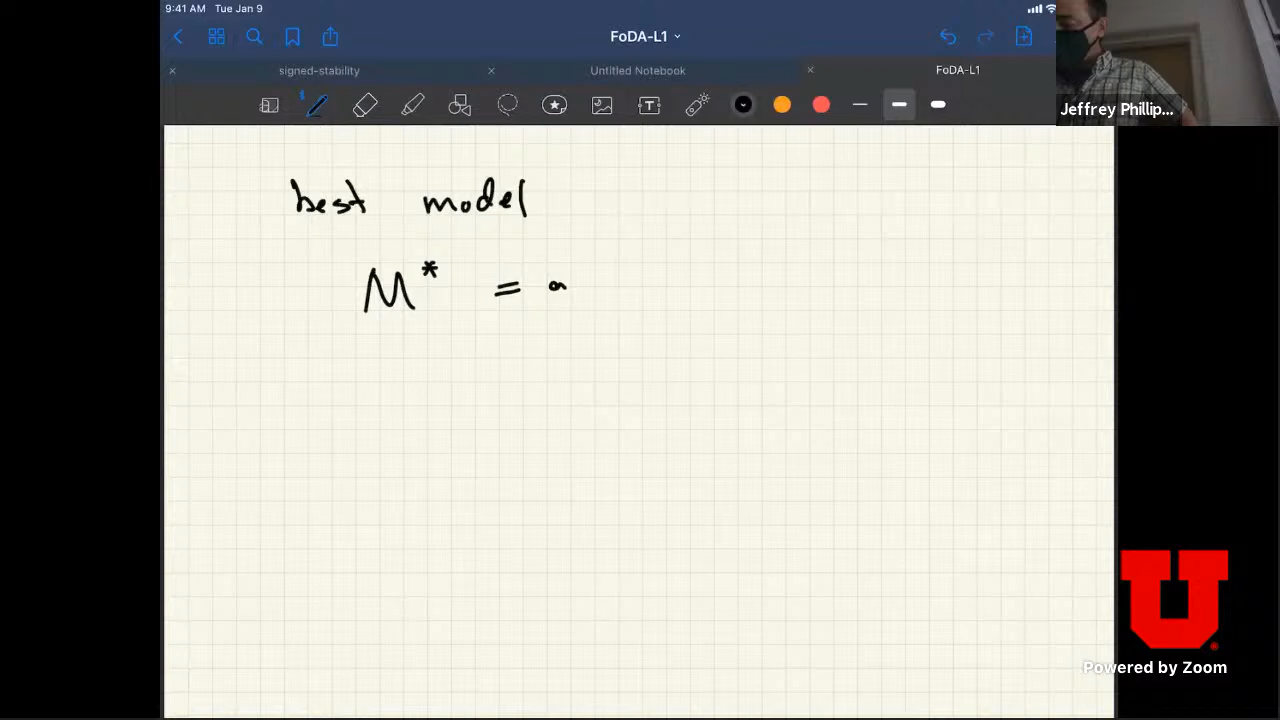 9:41 AM Tue Jan 9
FoDA-L1
signed-stability
Untitled Notebook
FoDA-L1
Jeffrey Phillip...
best model
M* = a
U
Powered by Zoom